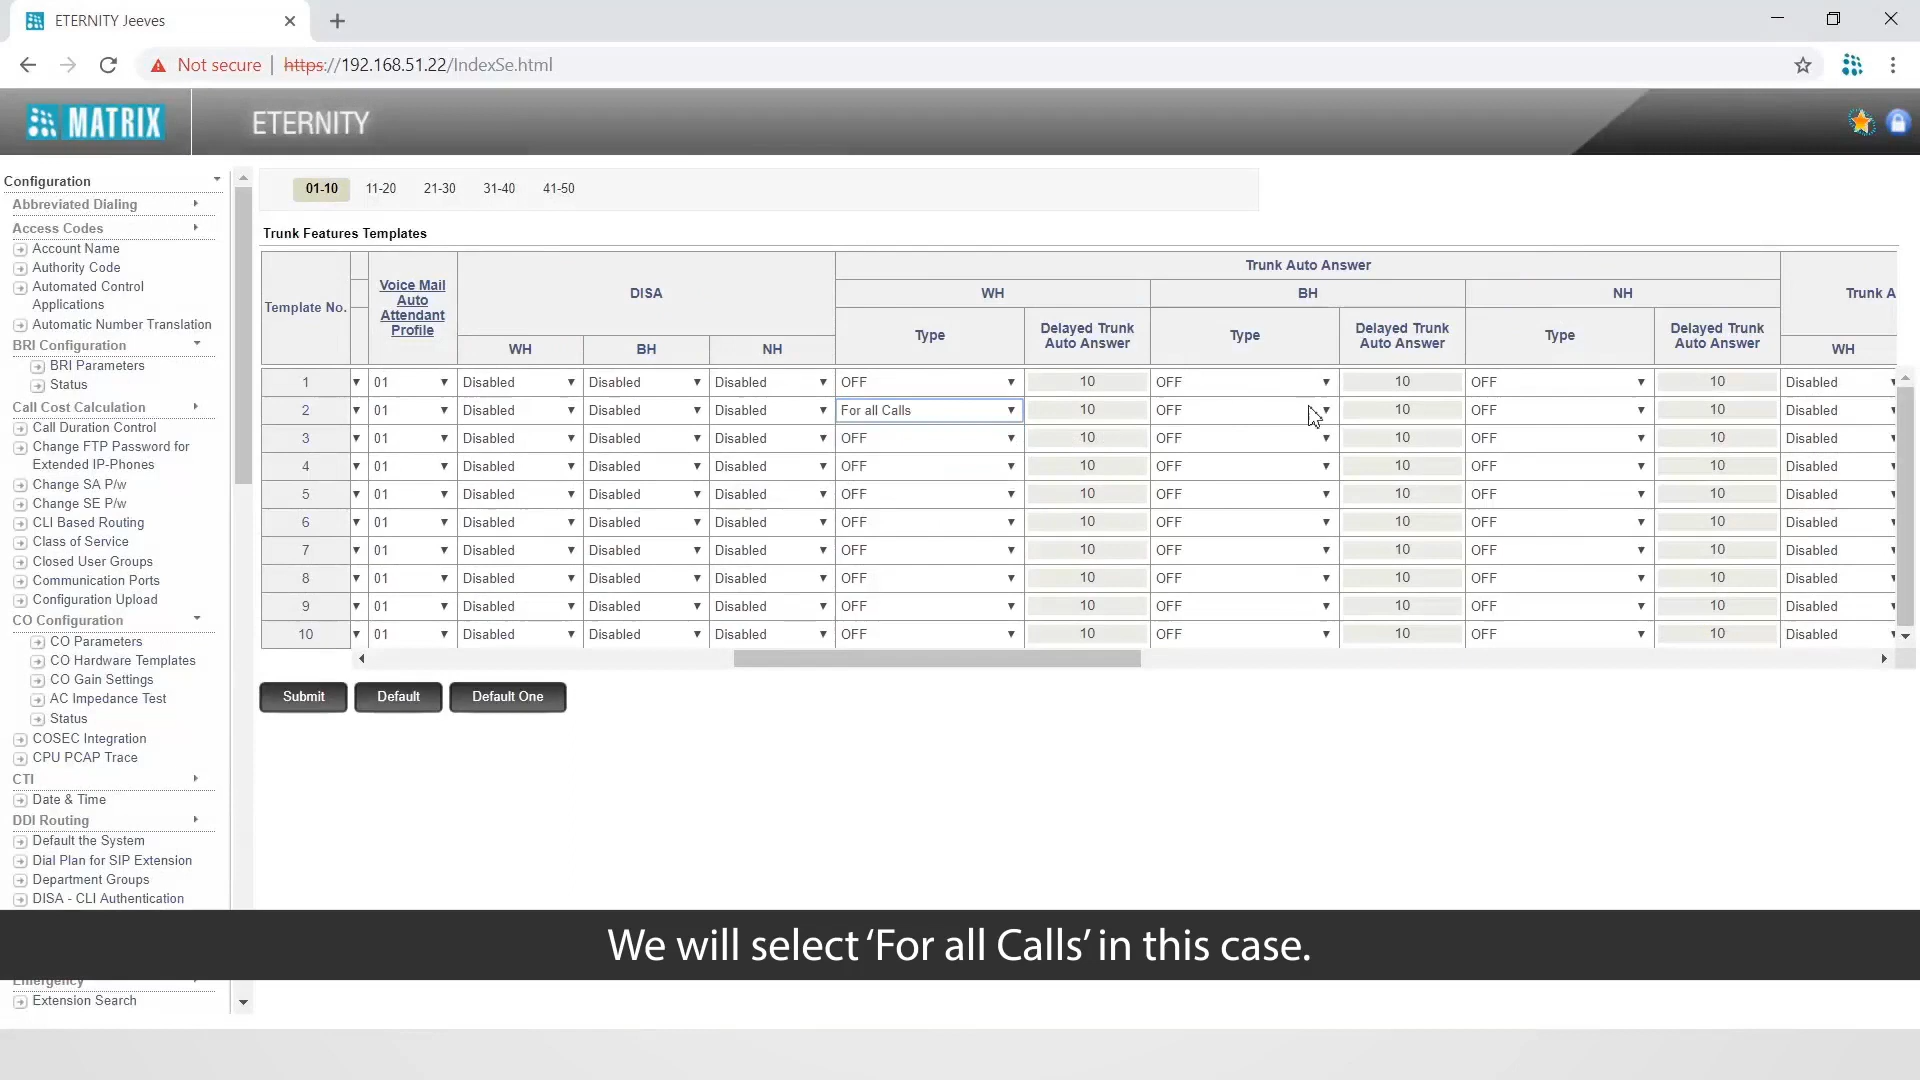 ETERNITY Jeeves
Not secure | https://192.168.51.22/IndexSe.html
MATRIX
ETERNITY
Configuration
Abbreviated Dialing
Access Codes
Account Name
Authority Code
Automated Control
Applications
Automatic Number Translation
BRI Configuration
BRI Parameters
Status
Call Cost Calculation
Call Duration Control
Change FTP Password for
Extended IP-Phones
Change SA P/w
Change SE P/w
CLI Based Routing
Class of Service
Closed User Groups
Communication Ports
Configuration Upload
CO Configuration
CO Parameters
CO Hardware Templates
CO Gain Settings
AC Impedance Test
Status
COSEC Integration
CPU PCAP Trace
CTI
Date & Time
DDI Routing
Default the System
Dial Plan for SIP Extension
Department Groups
DISA - CLI Authentication
Emergency
Extension Search
01-10 11-20 21-30 31-40 41-50
Trunk Features Templates
Template No.
Voice Mail
Auto
Attendant
Profile
DISA
WH BH NH
Trunk Auto Answer
WH BH NH
Type
Delayed Trunk
Auto Answer
Type
Delayed Trunk
Auto Answer
Type
Delayed Trunk
Auto Answer
Trunk A
WH
1 01 Disabled Disabled Disabled OFF 10 OFF 10 OFF 10 Disabled
2 01 Disabled Disabled Disabled For all Calls 10 OFF 10 OFF 10 Disabled
3 01 Disabled Disabled Disabled OFF 10 OFF 10 OFF 10 Disabled
4 01 Disabled Disabled Disabled OFF 10 OFF 10 OFF 10 Disabled
5 01 Disabled Disabled Disabled OFF 10 OFF 10 OFF 10 Disabled
6 01 Disabled Disabled Disabled OFF 10 OFF 10 OFF 10 Disabled
7 01 Disabled Disabled Disabled OFF 10 OFF 10 OFF 10 Disabled
8 01 Disabled Disabled Disabled OFF 10 OFF 10 OFF 10 Disabled
9 01 Disabled Disabled Disabled OFF 10 OFF 10 OFF 10 Disabled
10 01 Disabled Disabled Disabled OFF 10 OFF 10 OFF 10 Disabled
Submit Default Default One
We will select ‘For all Calls’ in this case.